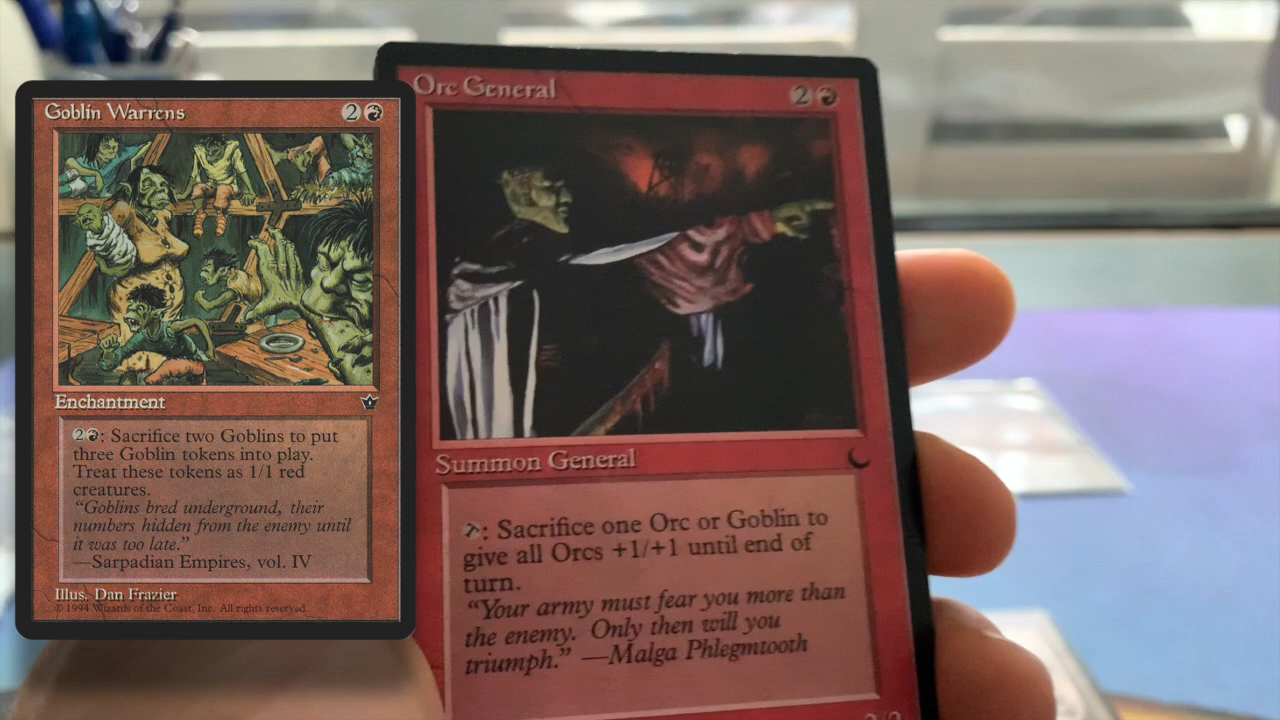 Goblin Warrens
2
Enchantment
2 : Sacrifice two Goblins to put
three Goblin tokens into play.
Treat these tokens as 1/1 red
creatures.
“Goblins bred underground, their
numbers hidden from the enemy until
it was too late.”
—Sarpadian Empires, vol. IV
Illus. Dan Frazier
© 1994 Wizards of the Coast, Inc. All rights reserved
Orc General
2
Summon General
: Sacrifice one Orc or Goblin to
give all Orcs +1/+1 until end of
turn.
“Your army must fear you more than
the enemy. Only then will you
triumph.” —Malga Phlegmtooth